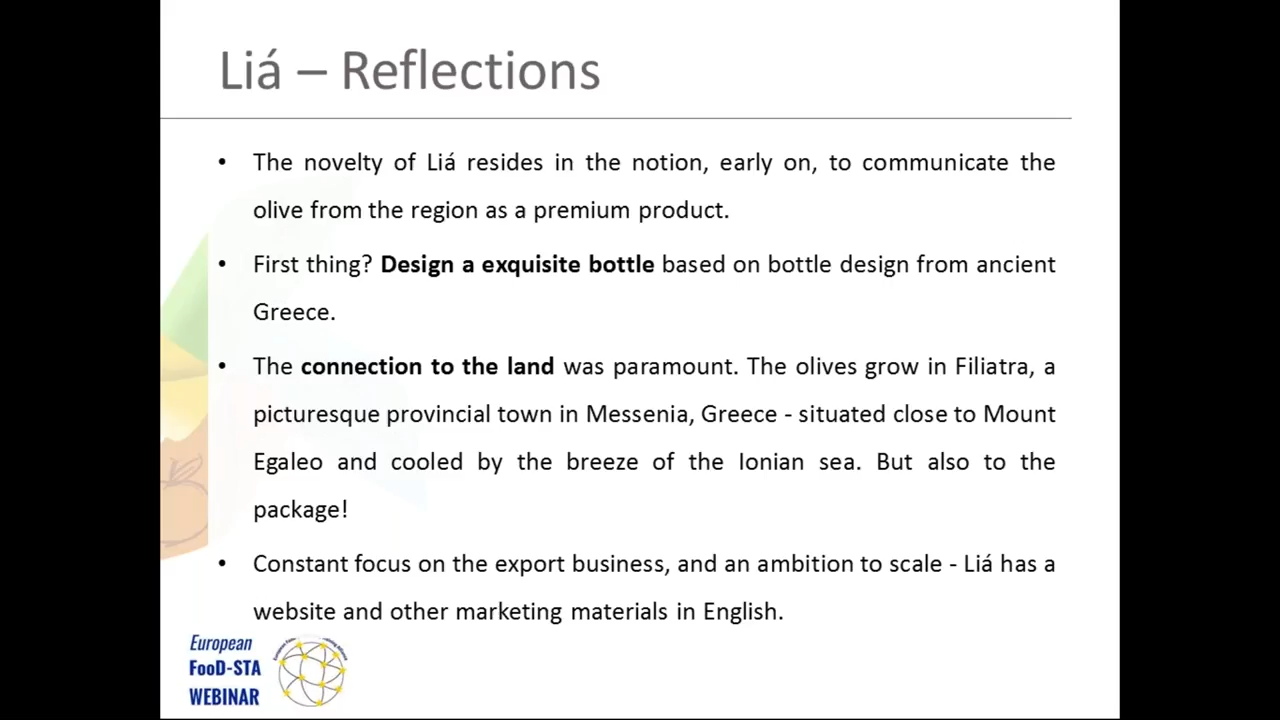 Liá – Reflections
• The novelty of Liá resides in the notion, early on, to communicate the
olive from the region as a premium product.
• First thing? Design a exquisite bottle based on bottle design from ancient
Greece.
• The connection to the land was paramount. The olives grow in Filiatra, a
picturesque provincial town in Messenia, Greece - situated close to Mount
Egaleo and cooled by the breeze of the Ionian sea. But also to the
package!
• Constant focus on the export business, and an ambition to scale - Liá has a
website and other marketing materials in English.
European
FooD-STA
WEBINAR